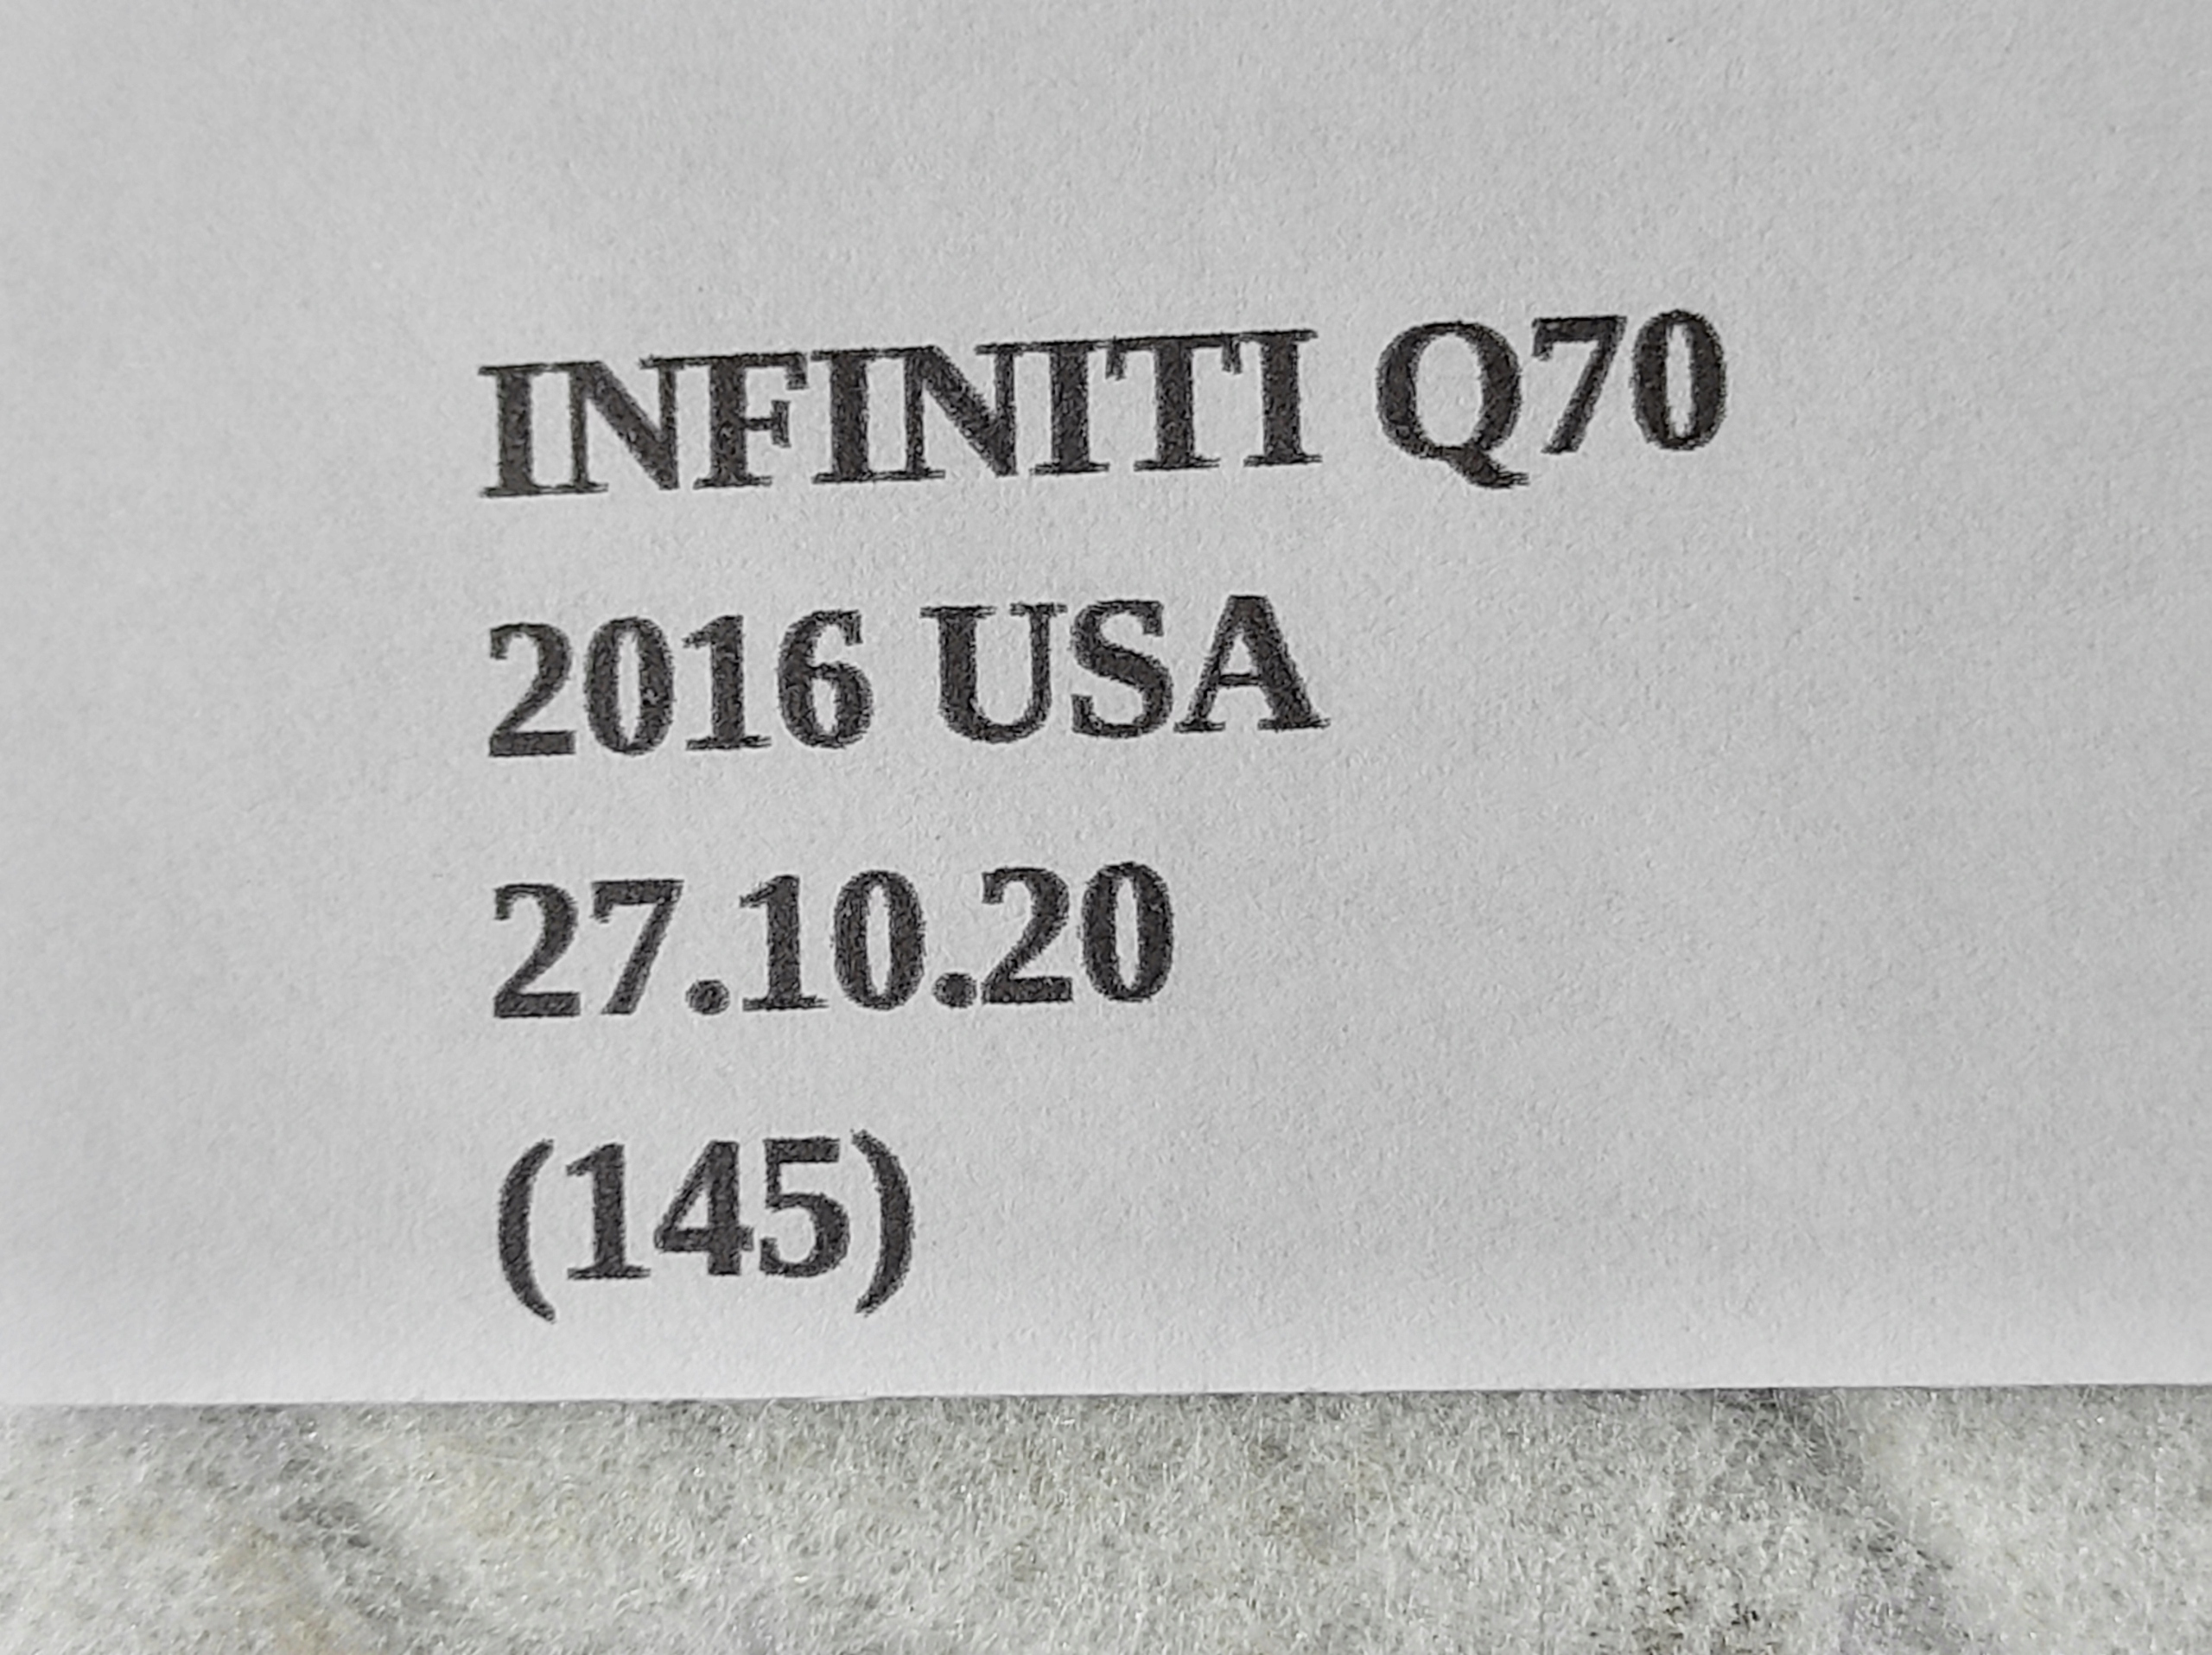 INFINITI Q70
2016 USA
27.10.20
(145)